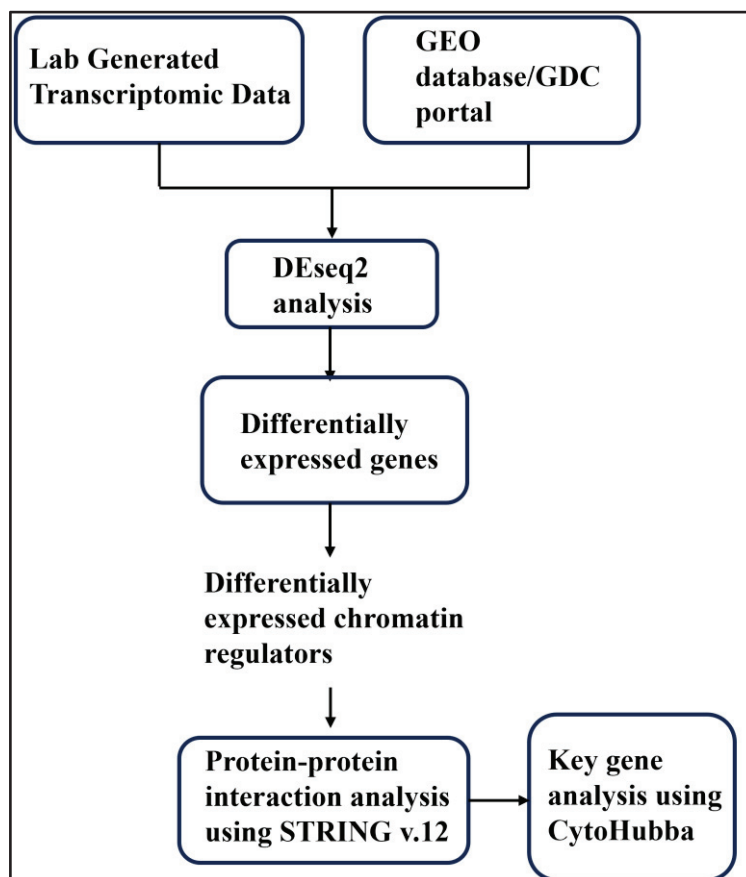 Lab Generated
Transcriptomic Data
GEO
database/GDC
portal
DEseq2
analysis
Differentially
expressed genes
Differentially
expressed chromatin
regulators
Protein-protein
interaction analysis
using STRING v.12
Key gene
analysis using
CytoHubba